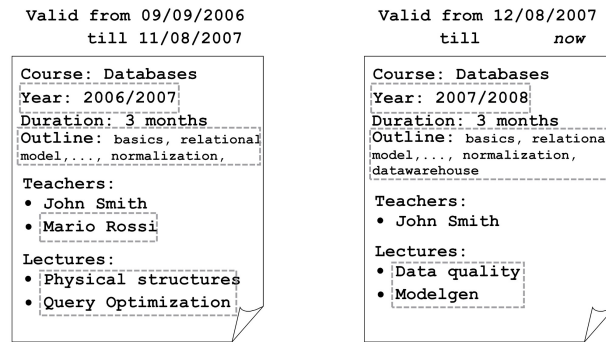 Valid from 09/09/2006
till 11/08/2007
Course: Databases
Year: 2006/2007
Duration: 3 months
Outline: basics, relational
model,..., normalization,
Teachers:
• John Smith
• Mario Rossi
Lectures:
• Physical structures
• Query Optimization
Valid from 12/08/2007
till now
Course: Databases
Year: 2007/2008
Duration: 3 months
Outline: basics, relationa
model,..., normalization,
datawarehouse
Teachers:
• John Smith
Lectures:
• Data quality
• Modelgen